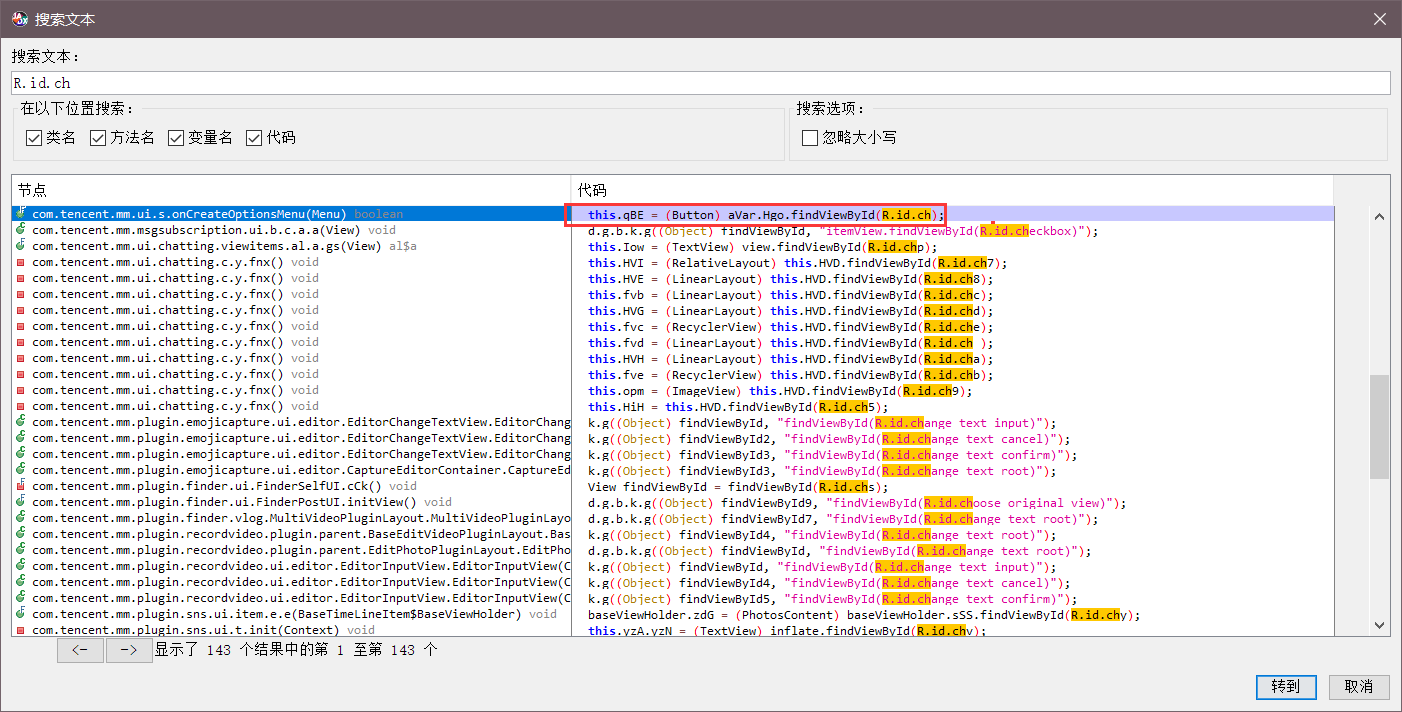 搜索文本
搜索文本：
R.id.ch
在以下位置搜索：
类名 方法名 变量名 代码
搜索选项：
忽略大小写
节点 代码
com.tencent.mm.ui.s.onCreateOptionsMenu(Menu) boolean this.qBE = (Button) aVar.Hgo.findViewById(R.id.ch);
com.tencent.mm.msgsubscription.ui.b.c.a.a(View) void d.g.b.k.g((Object) findViewById, "itemView.findViewById(R.id.checkbox)");
com.tencent.mm.ui.chatting.viewitems.al.a.gs(View) al$a this.Iow = (TextView) view.findViewById(R.id.chp);
com.tencent.mm.ui.chatting.c.y.fnx() void this.HVI = (RelativeLayout) this.HVD.findViewById(R.id.ch7);
com.tencent.mm.ui.chatting.c.y.fnx() void this.HVE = (LinearLayout) this.HVD.findViewById(R.id.ch8);
com.tencent.mm.ui.chatting.c.y.fnx() void this.fvb = (LinearLayout) this.HVD.findViewById(R.id.chc);
com.tencent.mm.ui.chatting.c.y.fnx() void this.HVG = (LinearLayout) this.HVD.findViewById(R.id.chd);
com.tencent.mm.ui.chatting.c.y.fnx() void this.fvc = (RecyclerView) this.HVD.findViewById(R.id.che);
com.tencent.mm.ui.chatting.c.y.fnx() void this.fvd = (LinearLayout) this.HVD.findViewById(R.id.ch_);
com.tencent.mm.ui.chatting.c.y.fnx() void this.HVH = (LinearLayout) this.HVD.findViewById(R.id.cha);
com.tencent.mm.ui.chatting.c.y.fnx() void this.fve = (RecyclerView) this.HVD.findViewById(R.id.chb);
com.tencent.mm.ui.chatting.c.y.fnx() void this.opm = (ImageView) this.HVD.findViewById(R.id.ch9);
com.tencent.mm.ui.chatting.c.y.fnx() void this.HiH = this.HVD.findViewById(R.id.ch5);
com.tencent.mm.plugin.emojicapture.ui.editor.EditorChangeTextView.EditorChang k.g((Object) findViewById, "findViewById(R.id.change text input)");
com.tencent.mm.plugin.emojicapture.ui.editor.EditorChangeTextView.EditorChang k.g((Object) findViewById2, "findViewById(R.id.change text cancel)");
com.tencent.mm.plugin.emojicapture.ui.editor.EditorChangeTextView.EditorChang k.g((Object) findViewById3, "findViewById(R.id.change text confirm)");
com.tencent.mm.plugin.emojicapture.ui.editor.CaptureEditorContainer.CaptureEd k.g((Object) findViewById3, "findViewById(R.id.change text root)");
com.tencent.mm.plugin.finder.ui.FinderSelfUI.cCk() void View findViewById = findViewById(R.id.chs);
com.tencent.mm.plugin.finder.ui.FinderPostUI.initView() void d.g.b.k.g((Object) findViewById9, "findViewById(R.id.choose original view)");
com.tencent.mm.plugin.finder.vlog.MultiVideoPluginLayout.MultiVideoPluginLayo d.g.b.k.g((Object) findViewById7, "findViewById(R.id.change text root)");
com.tencent.mm.plugin.recordvideo.plugin.parent.BaseEditVideoPluginLayout.Bas k.g((Object) findViewById4, "findViewById(R.id.change text root)");
com.tencent.mm.plugin.recordvideo.plugin.parent.EditPhotoPluginLayout.EditPho d.g.b.k.g((Object) findViewById, "findViewById(R.id.change text root)");
com.tencent.mm.plugin.recordvideo.ui.editor.EditorInputView.EditorInputView(C k.g((Object) findViewById, "findViewById(R.id.change text input)");
com.tencent.mm.plugin.recordvideo.ui.editor.EditorInputView.EditorInputView(C k.g((Object) findViewById4, "findViewById(R.id.change text cancel)");
com.tencent.mm.plugin.recordvideo.ui.editor.EditorInputView.EditorInputView(C k.g((Object) findViewById5, "findViewById(R.id.change text confirm)");
com.tencent.mm.plugin.sns.ui.item.e.e(BaseTimeLineItem$BaseViewHolder) void baseViewHolder.zdG = (PhotosContent) baseViewHolder.sSS.findViewById(R.id.chy);
com.tencent.mm.plugin.sns.ui.t.init(Context) void this.yzA.yzN = (TextView) inflate.findViewById(R.id.chv);
<- -> 显示了 143 个结果中的第 1 至第 143 个
转到 取消